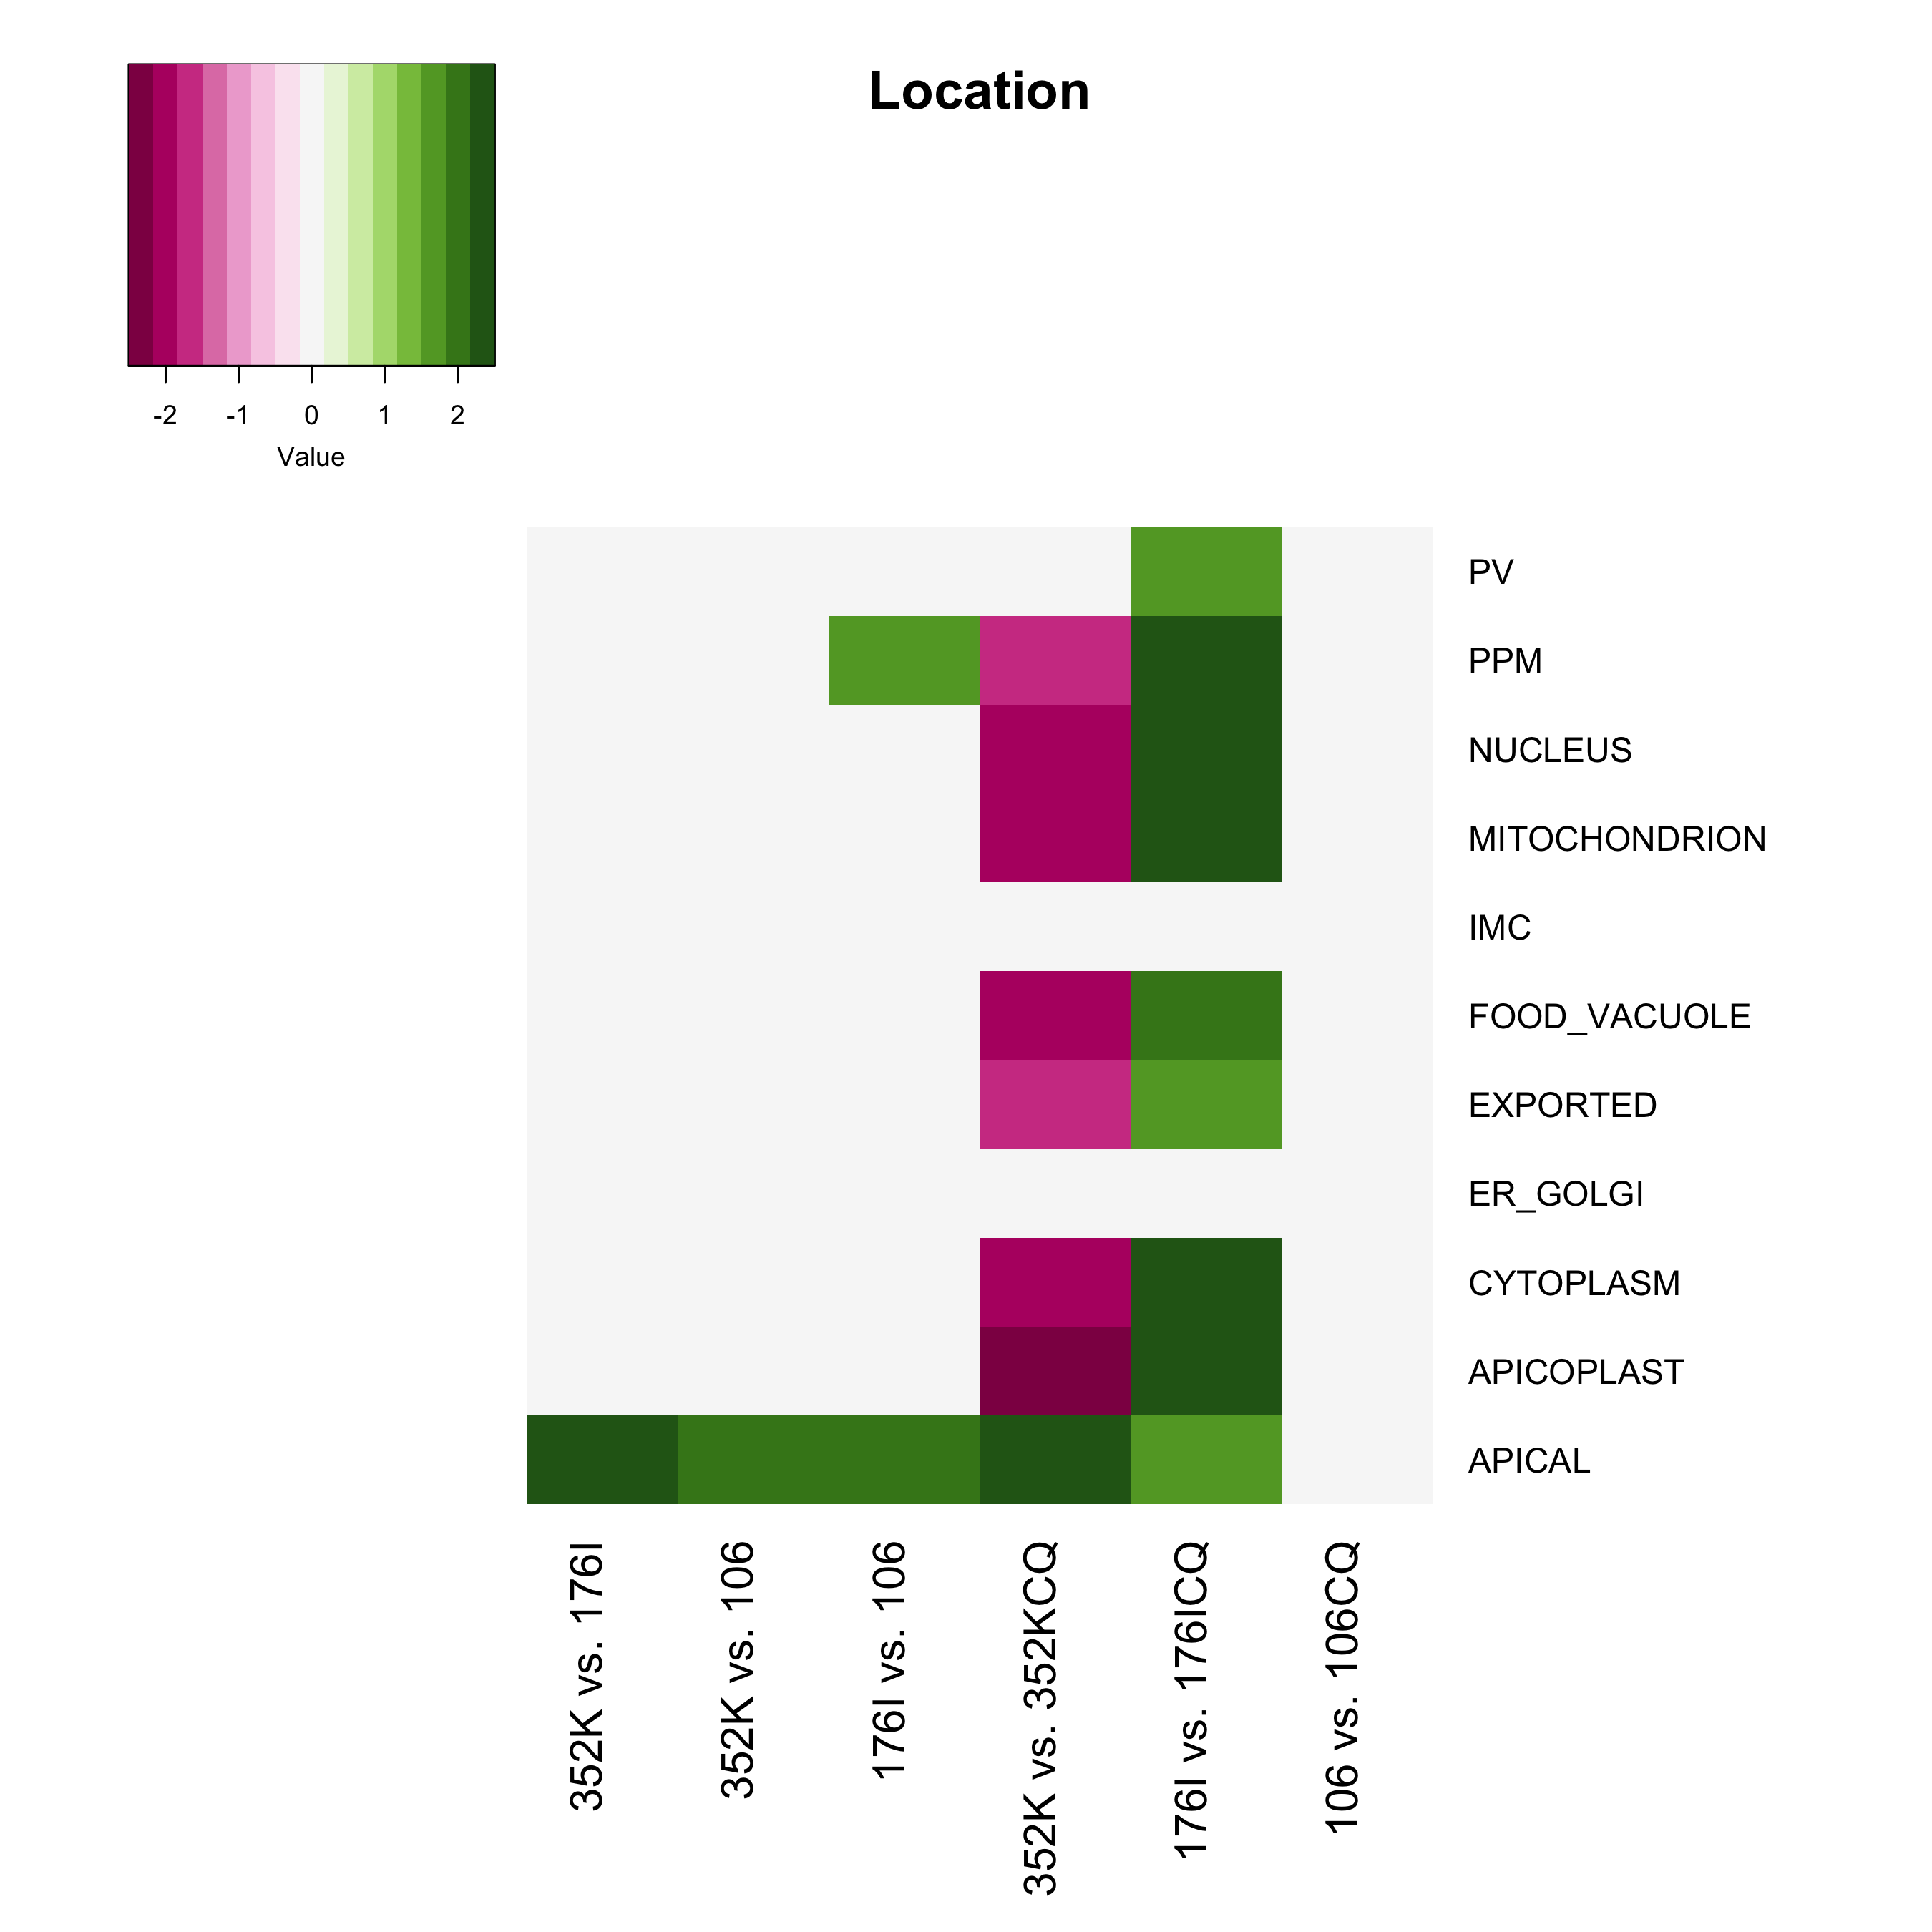 Location
-2 -1 0 1 2
Value
PV
PPM
NUCLEUS
MITOCHONDRION
IMC
FOOD_VACUOLE
EXPORTED
ER_GOLGI
CYTOPLASM
APICOPLAST
APICAL
352K vs. 176I
352K vs. 106
176I vs. 106
352K vs. 352KCQ
176I vs. 176ICQ
106 vs. 106CQ